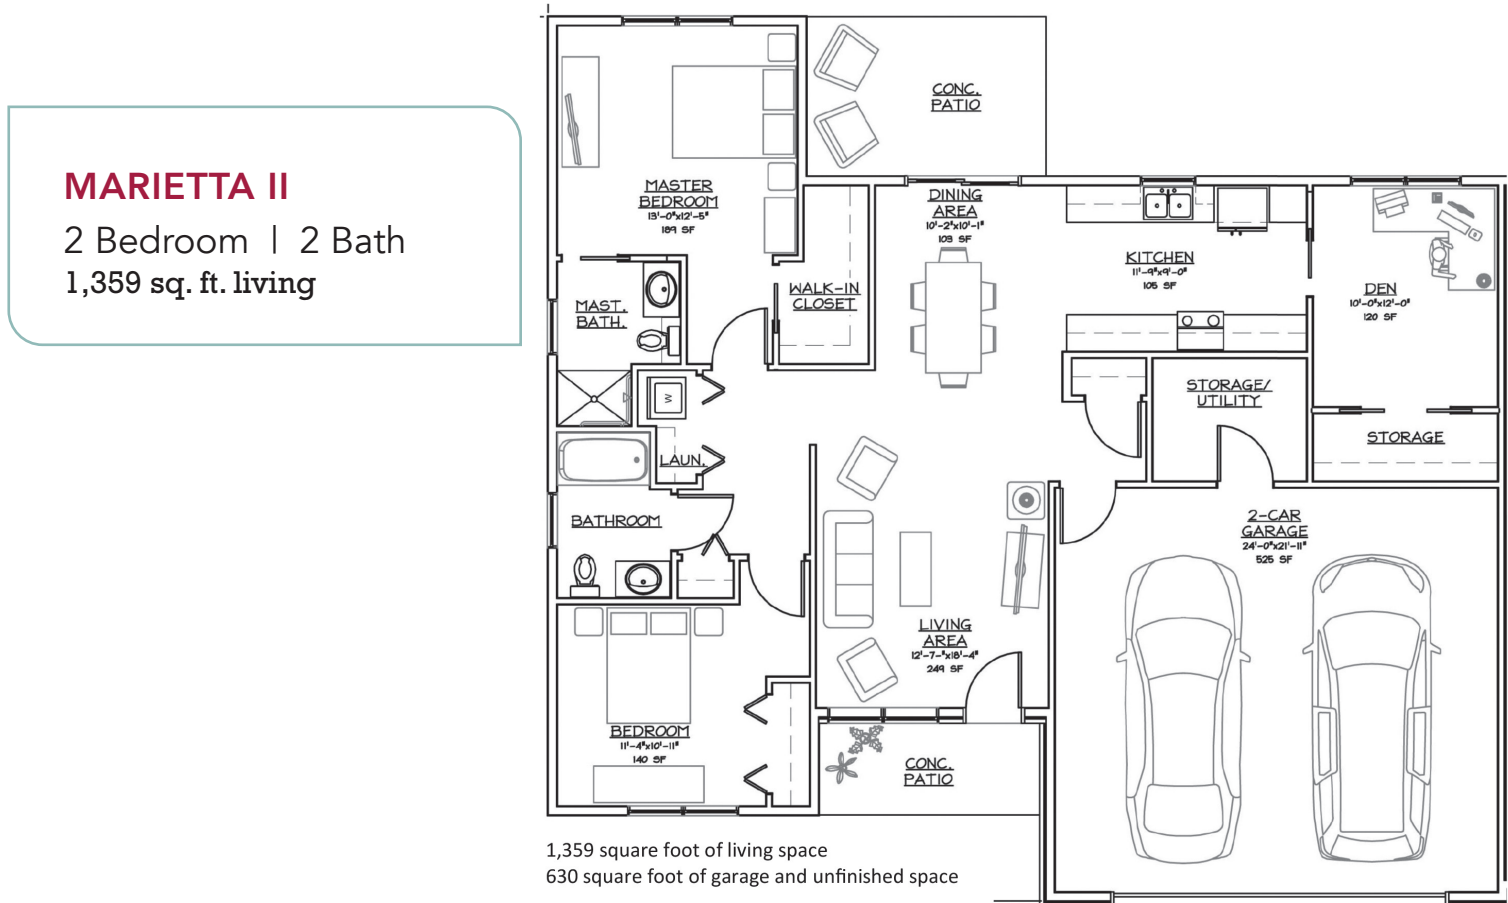 MARIETTA II
2 Bedroom | 2 Bath
1,359 sq. ft. living
CONC.
PATIO
MASTER
BEDROOM
13'-0"x12'-5"
189 SF
DINING
AREA
10'-2"x10'-1"
103 SF
KITCHEN
11'-9"x9'-0"
105 SF
DEN
10'-0"x12'-0"
120 SF
WALK-IN
CLOSET
MAST.
BATH.
W
LAUN.
STORAGE/
UTILITY
STORAGE
BATHROOM
2-CAR
GARAGE
24'-0"x21'-11"
525 SF
LIVING
AREA
12'-7-"x18'-4"
249 SF
BEDROOM
11'-4"x10'-11"
140 SF
CONC.
PATIO
1,359 square foot of living space
630 square foot of garage and unfinished space